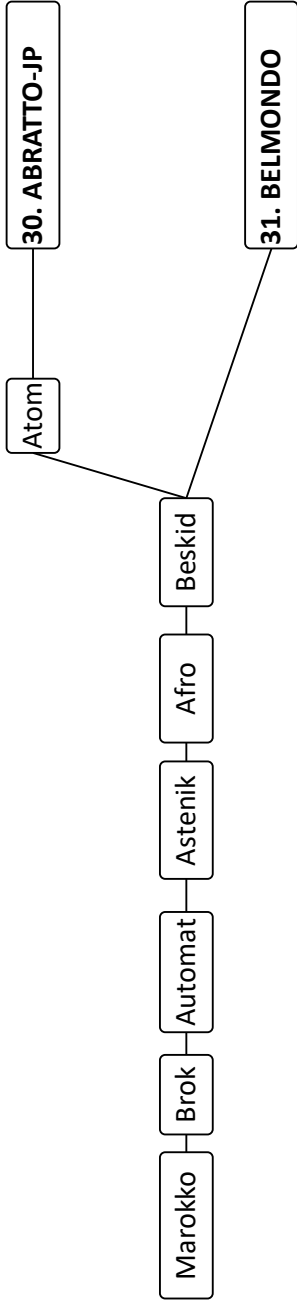 Marokko
Brok
Automat
Astenik
Afro
Beskid
Atom
30. ABRATTO-JP
31. BELMONDO